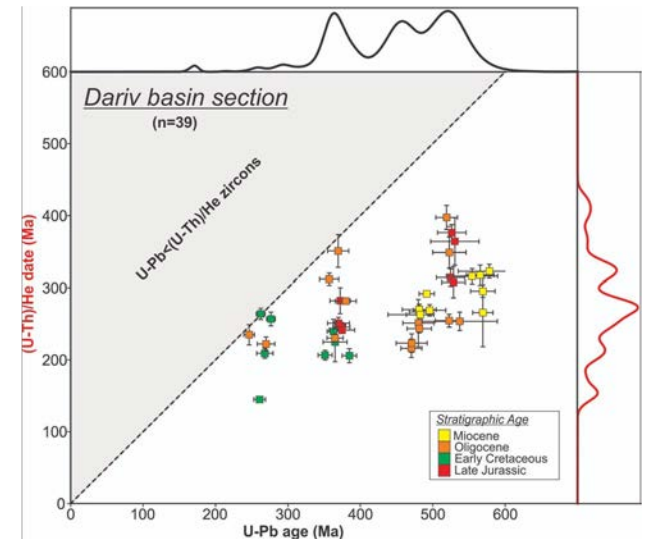 600
Dariv basin section
(n=39)
500
U-Pb<(U-Th)/He zircons
400
(U-Th)/He date (Ma)
300
200
Stratigraphic Age
Miocene
Oligocene
Early Cretaceous
Late Jurassic
100
0
0 100 200 300 400 500 600
U-Pb age (Ma)